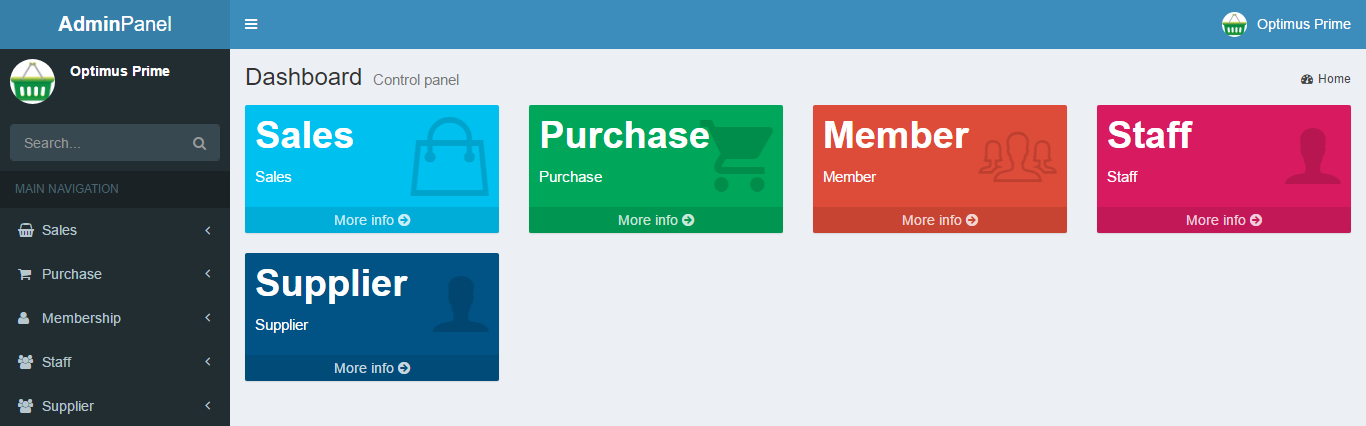 AdminPanel
Optimus Prime
Optimus Prime
Search...
MAIN NAVIGATION
Sales
Purchase
Membership
Staff
Supplier
Dashboard Control panel
Home
Sales
Sales
More info
Purchase
Purchase
More info
Member
Member
More info
Staff
Staff
More info
Supplier
Supplier
More info